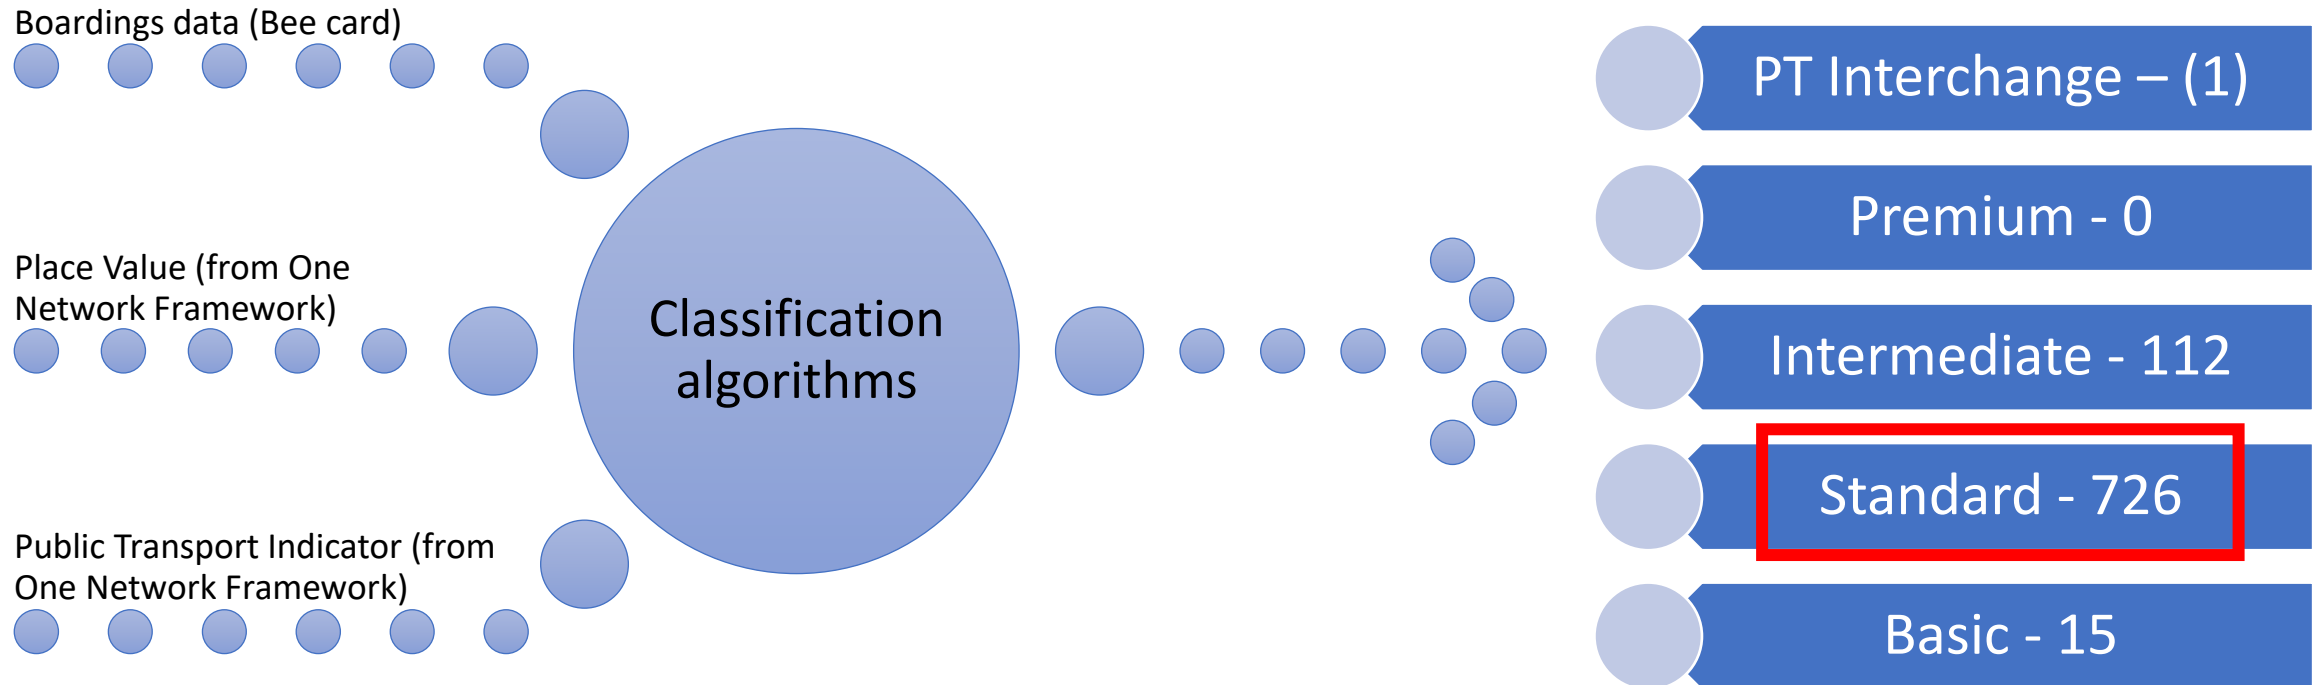 Boardings data (Bee card)
Place Value (from One
Network Framework)
Public Transport Indicator (from
One Network Framework)
Classification
algorithms
PT Interchange – (1)
Premium - 0
Intermediate - 112
Standard - 726
Basic - 15